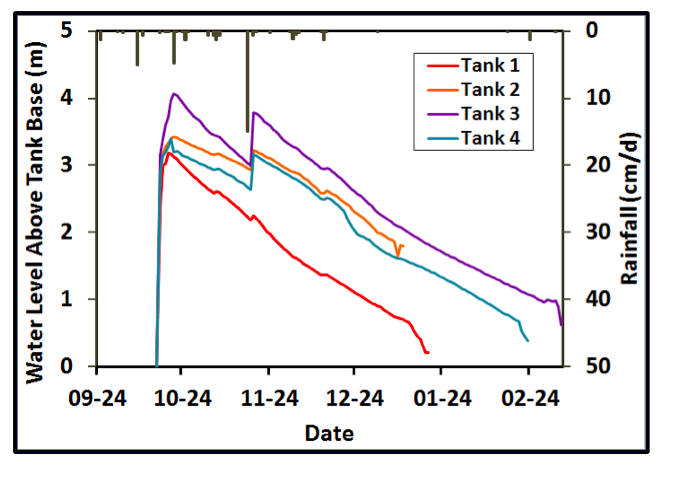 Water Level Above Tank Base (m)
5
4
3
2
1
0
Tank 1
Tank 2
Tank 3
Tank 4
0
10
20
30
40
50
Rainfall (cm/d)
09-24 10-24 11-24 12-24 01-24 02-24
Date